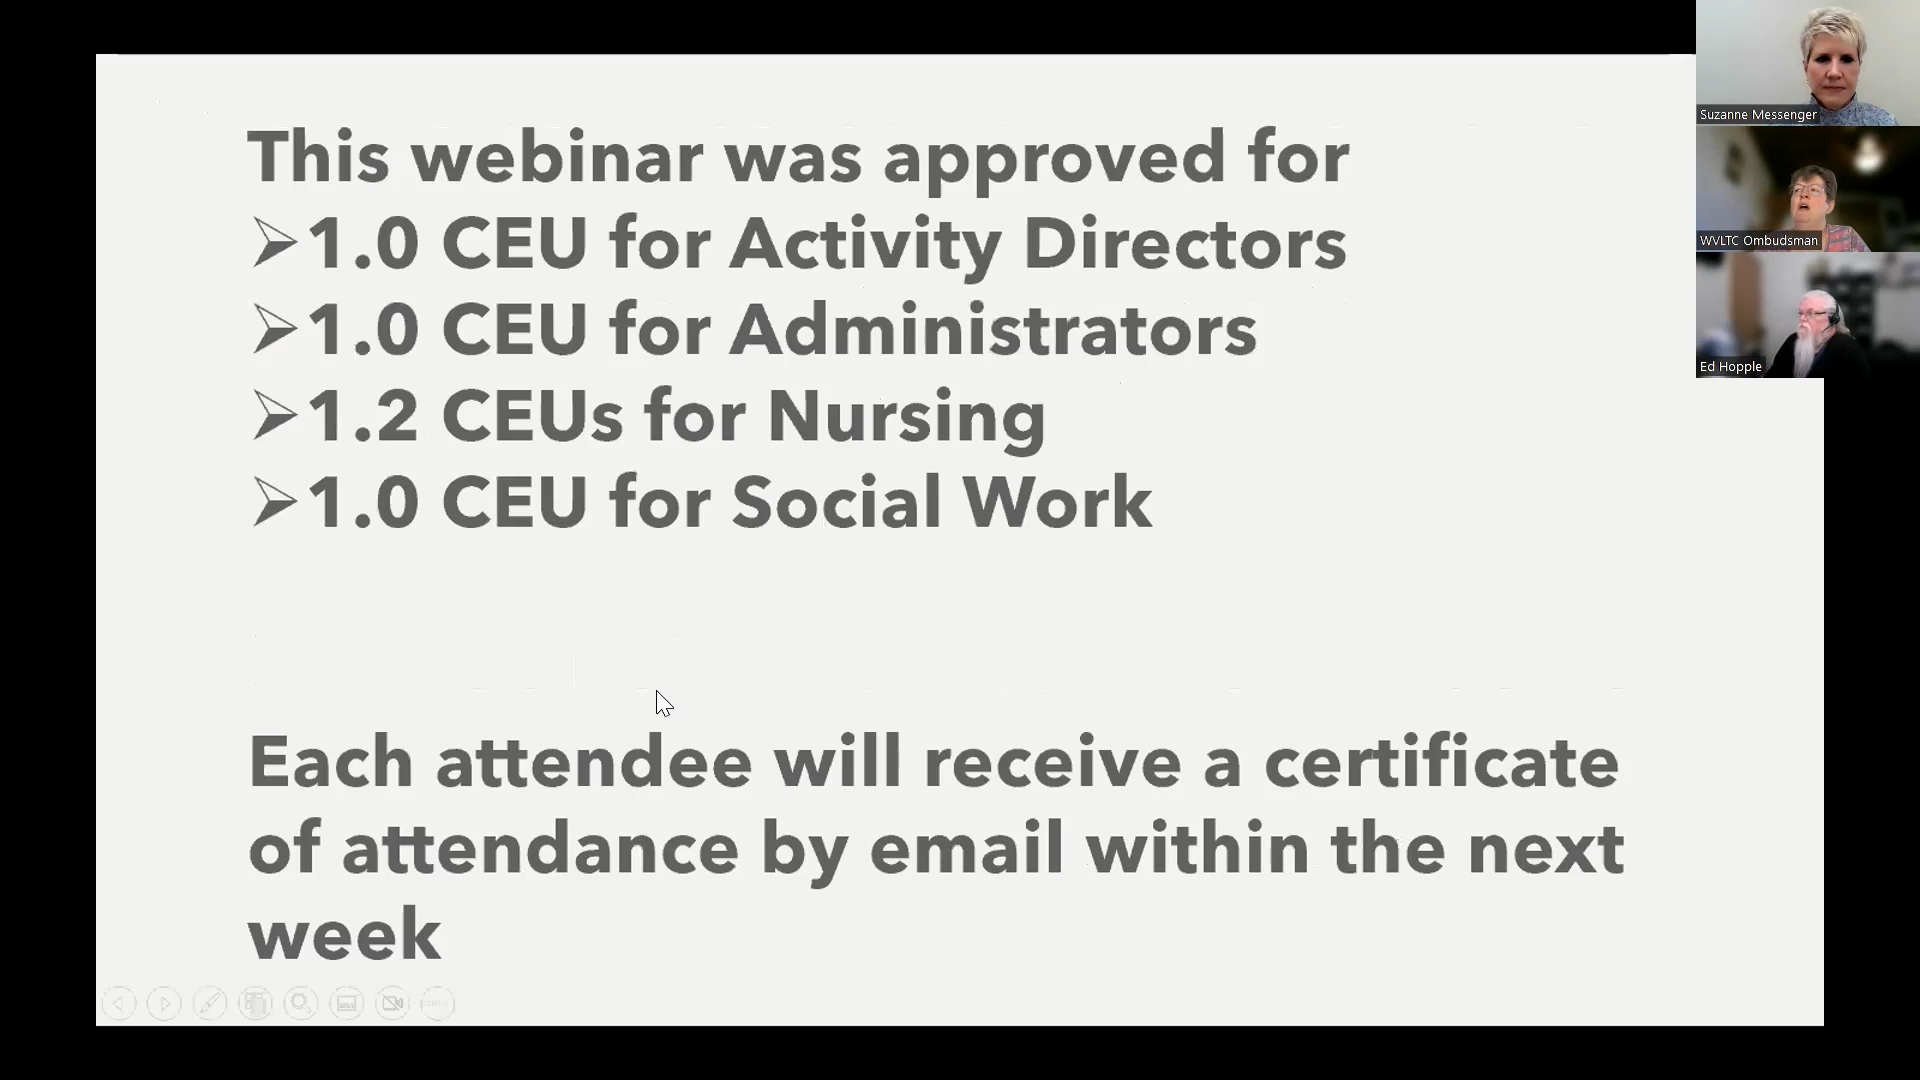 This webinar was approved for
➢1.0 CEU for Activity Directors
➢1.0 CEU for Administrators
➢1.2 CEUs for Nursing
➢1.0 CEU for Social Work
Each attendee will receive a certificate
of attendance by email within the next
week
Suzanne Messenger
WVLTC Ombudsman
Ed Hopple